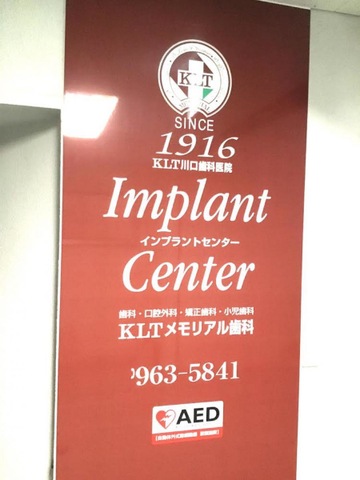 KLT
SINCE
1916
KLT川口歯科医院
Implant
インプラントセンター
Center
歯科・口腔外科・矯正歯科・小児歯科
KLTメモリアル歯科
963-5841
AED